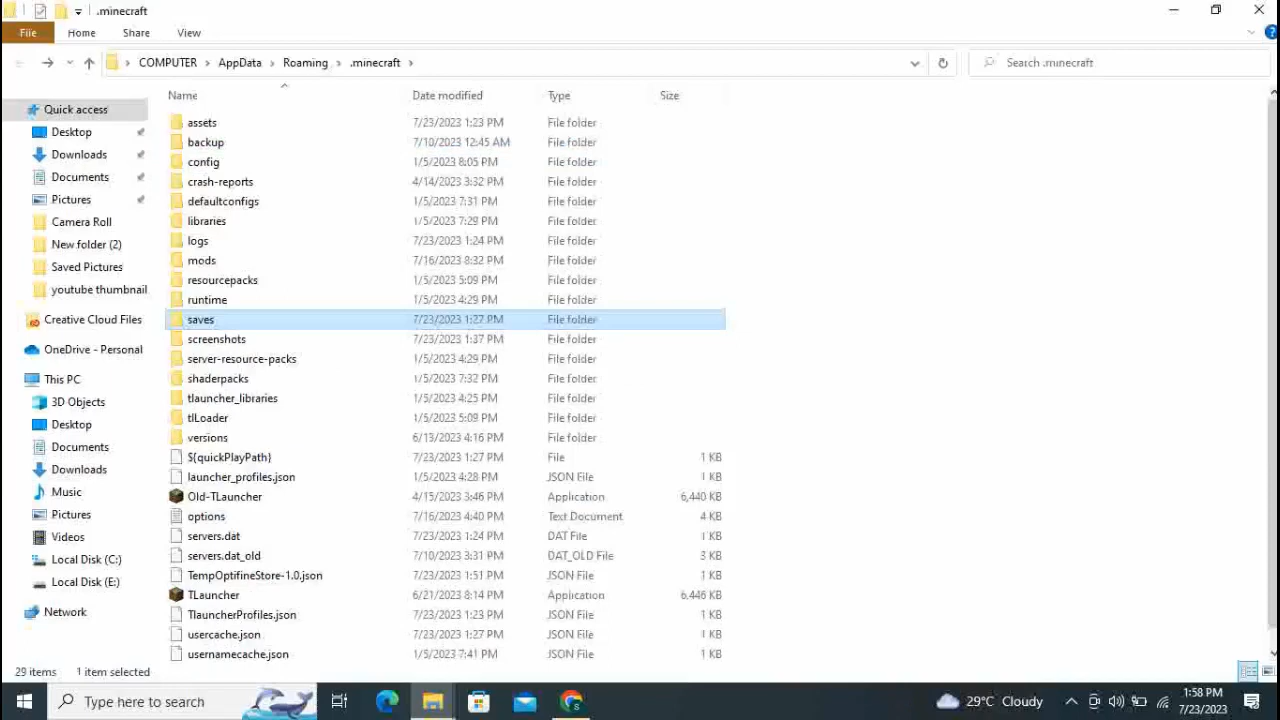 .minecraft
File Home Share View
COMPUTER AppData Roaming .minecraft Search .minecraft
Name Date modified Type Size
Quick access
Desktop
Downloads
Documents
Pictures
Camera Roll
New folder (2)
Saved Pictures
youtube thumbnail
Creative Cloud Files
OneDrive - Personal
This PC
3D Objects
Desktop
Documents
Downloads
Music
Pictures
Videos
Local Disk (C:)
Local Disk (E:)
Network
assets 7/23/2023 1:23 PM File folder
backup 7/10/2023 12:45 AM File folder
config 1/5/2023 8:05 PM File folder
crash-reports 4/14/2023 3:32 PM File folder
defaultconfigs 1/5/2023 7:31 PM File folder
libraries 1/5/2023 7:29 PM File folder
logs 7/23/2023 1:24 PM File folder
mods 7/16/2023 8:32 PM File folder
resourcepacks 1/5/2023 5:09 PM File folder
runtime 1/5/2023 4:29 PM File folder
saves 7/23/2023 1:27 PM File folder
screenshots 7/23/2023 1:37 PM File folder
server-resource-packs 1/5/2023 4:29 PM File folder
shaderpacks 1/5/2023 7:32 PM File folder
tlauncher_libraries 1/5/2023 4:25 PM File folder
tlLoader 1/5/2023 5:09 PM File folder
versions 6/13/2023 4:16 PM File folder
${quickPlayPath} 7/23/2023 1:27 PM File 1 KB
launcher_profiles.json 1/5/2023 4:28 PM JSON File 1 KB
Old-TLauncher 4/15/2023 3:46 PM Application 6,440 KB
options 7/16/2023 4:40 PM Text Document 4 KB
servers.dat 7/23/2023 1:24 PM DAT File 1 KB
servers.dat_old 7/10/2023 3:31 PM DAT_OLD File 3 KB
TempOptifineStore-1.0.json 7/23/2023 1:51 PM JSON File 1 KB
TLauncher 6/21/2023 8:14 PM Application 6,446 KB
TlauncherProfiles.json 7/23/2023 1:23 PM JSON File 1 KB
usercache.json 7/23/2023 1:27 PM JSON File 1 KB
usernamecache.json 1/5/2023 7:41 PM JSON File 1 KB
29 items 1 item selected
Type here to search
29°C Cloudy
1:58 PM
7/23/2023